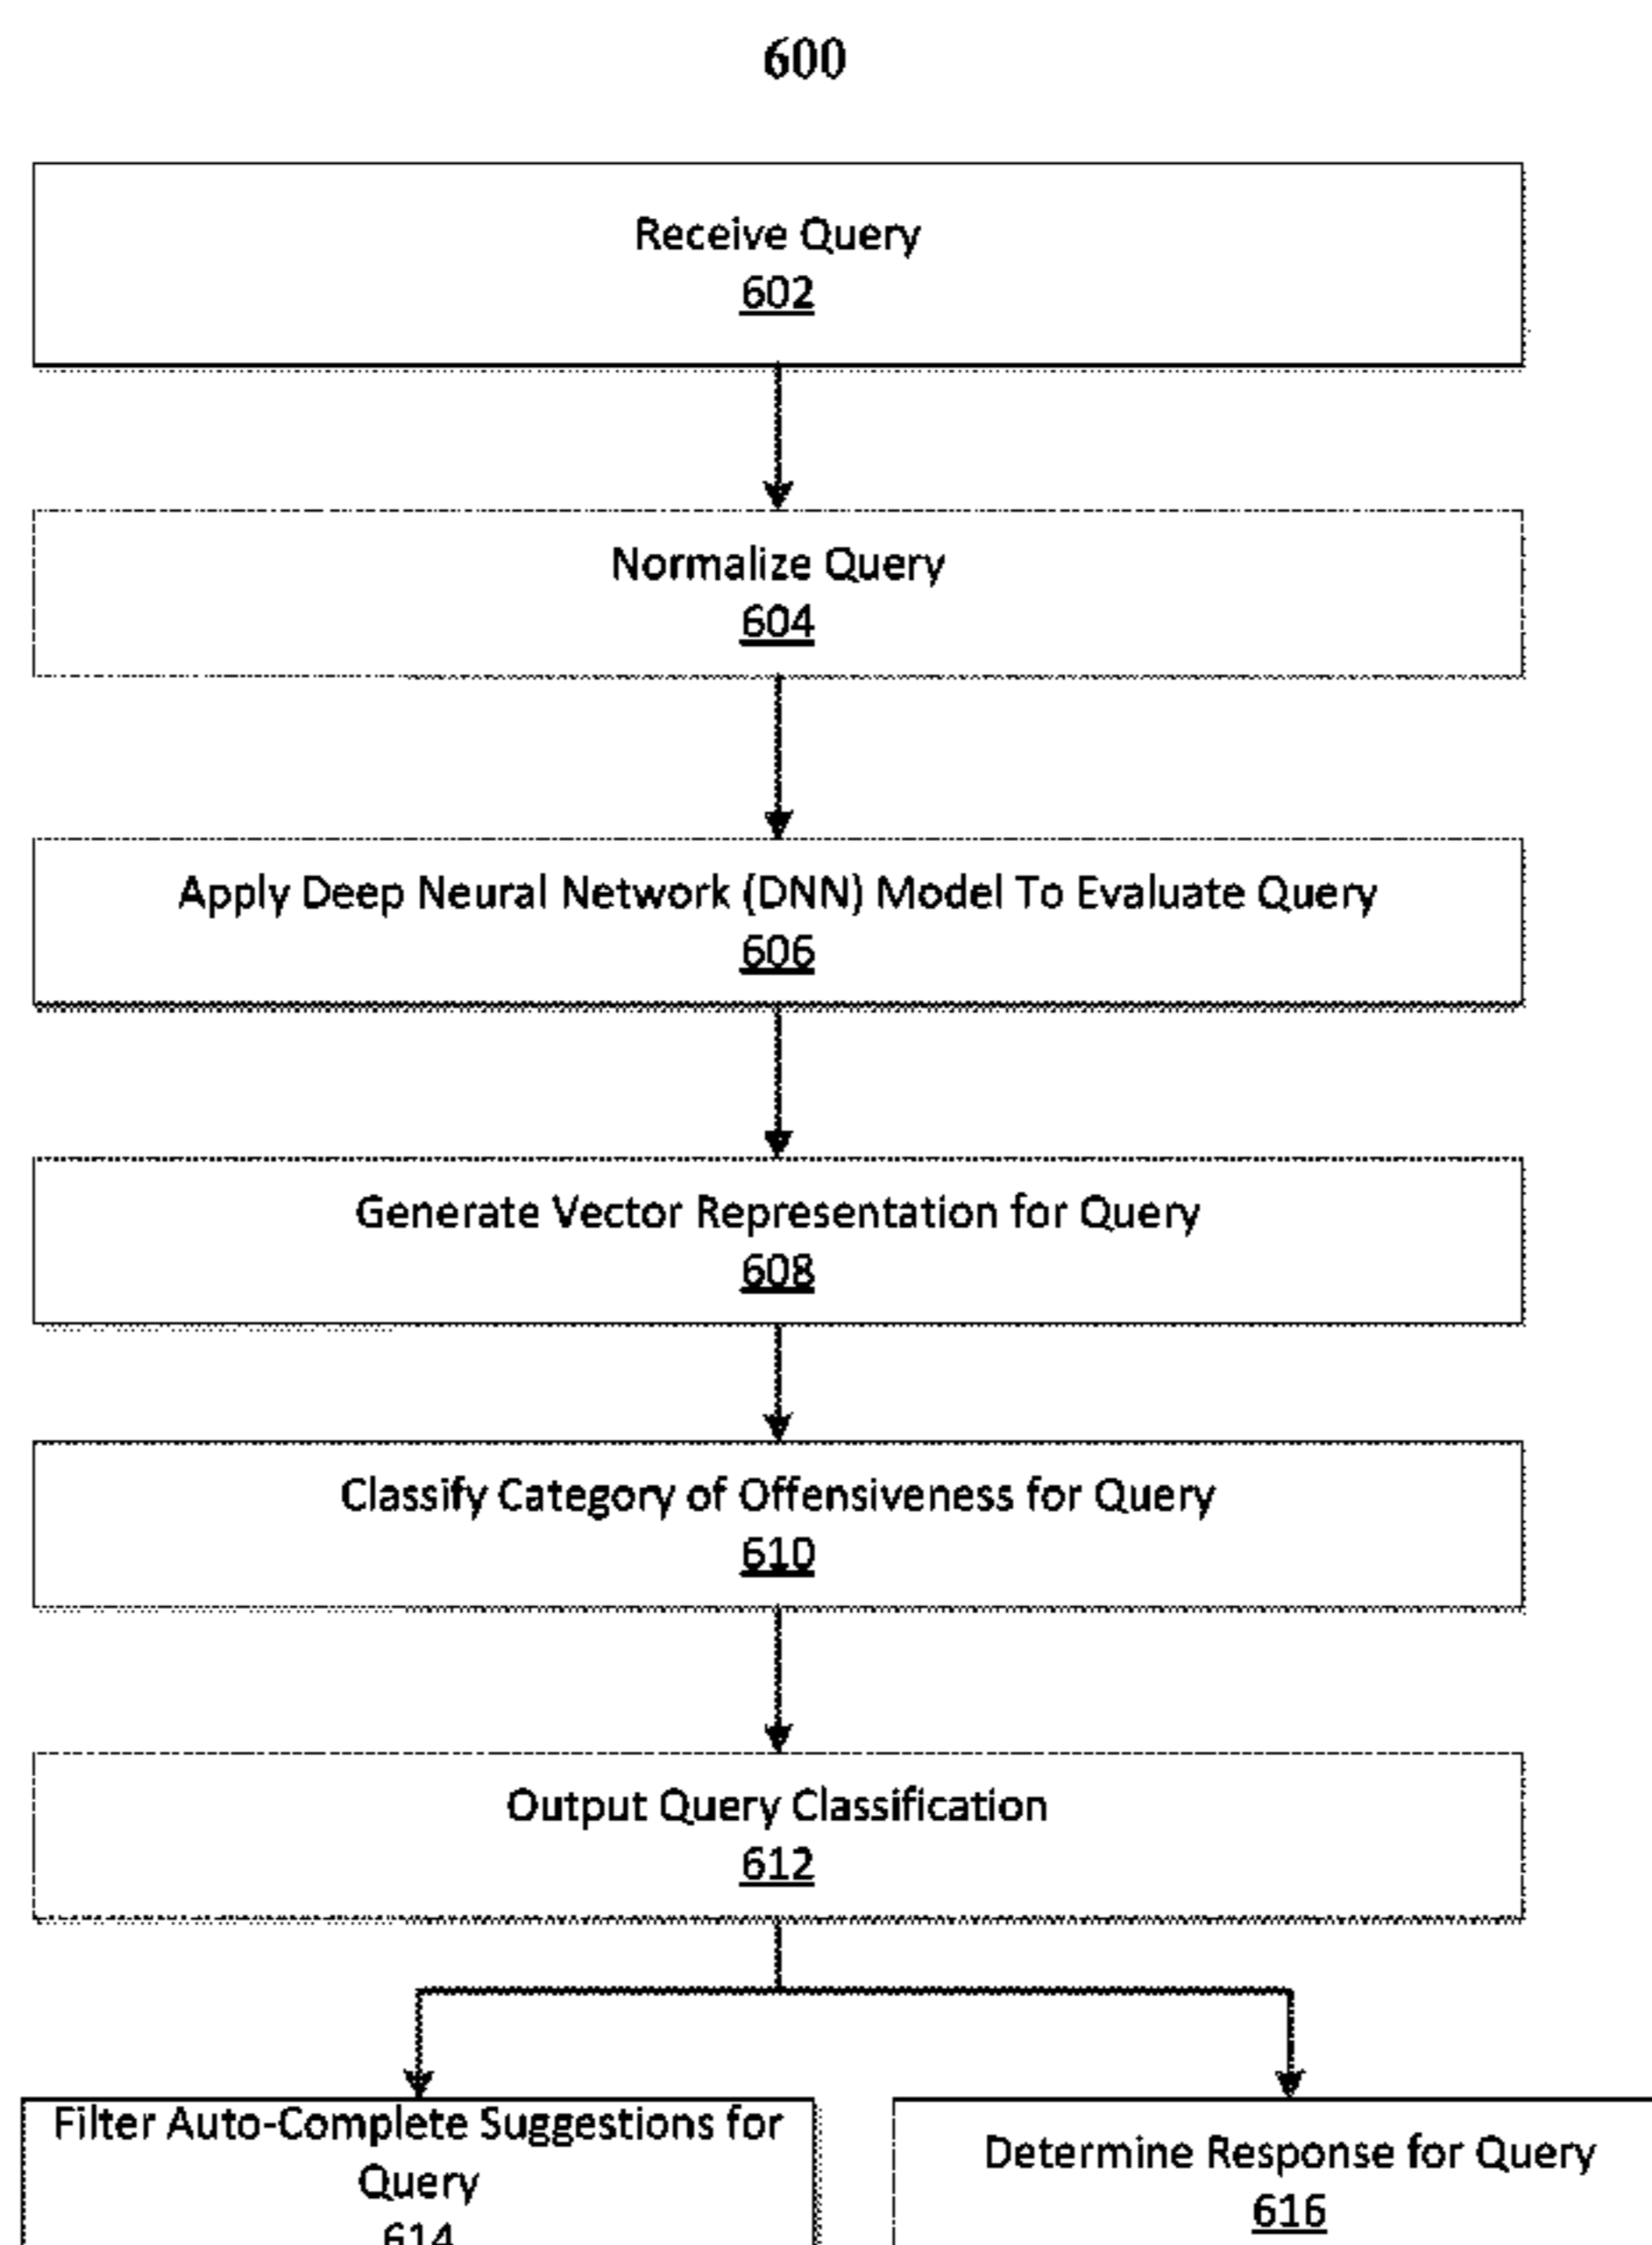 600
Receive Query
602
Normalize Query
604
Apply Deep Neural Network (DNN) Model To Evaluate Query
606
Generate Vector Representation for Query
608
Classify Category of Offensiveness for Query
610
Output Query Classification
612
Filter Auto-Complete Suggestions for
Query
614
Determine Response for Query
616